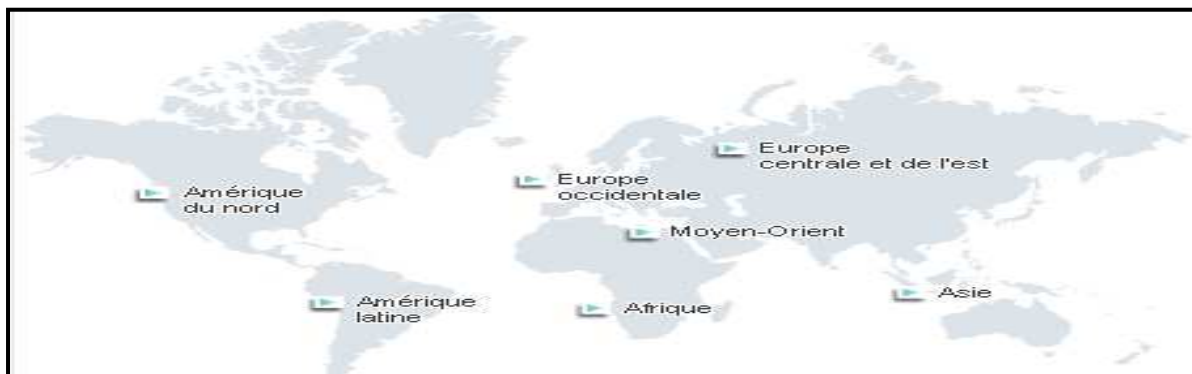 Europe
centrale et de l'est
Europe
occidentale
Amérique
du nord
Moyen-Orient
Amérique
latine
Afrique
Asie